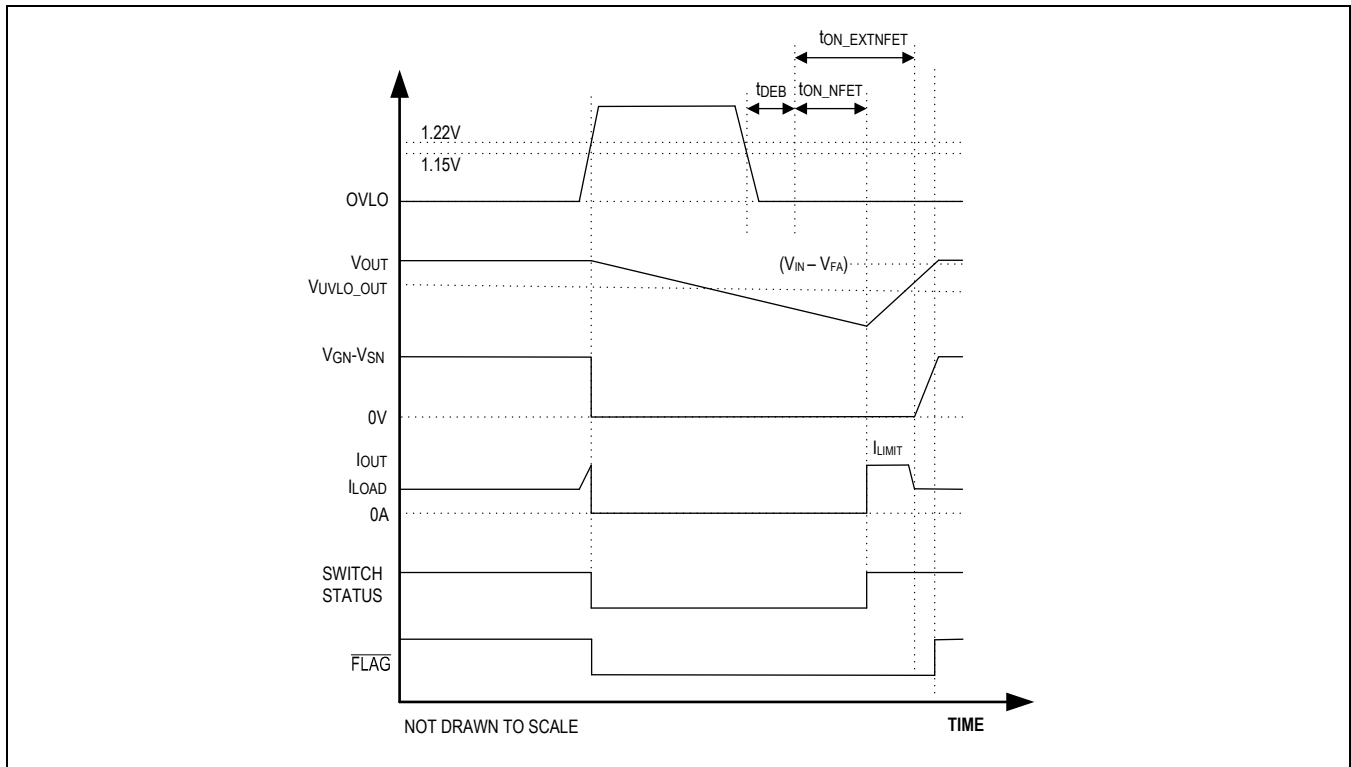 tON_EXTNFET
tDEB tON_NFET
1.22V
1.15V
OVLO
VOUT
(VIN – VFA)
VUVLO_OUT
VGN-VSN
0V
IOUT
ILIMIT
ILOAD
0A
SWITCH
STATUS
FLAG
NOT DRAWN TO SCALE
TIME